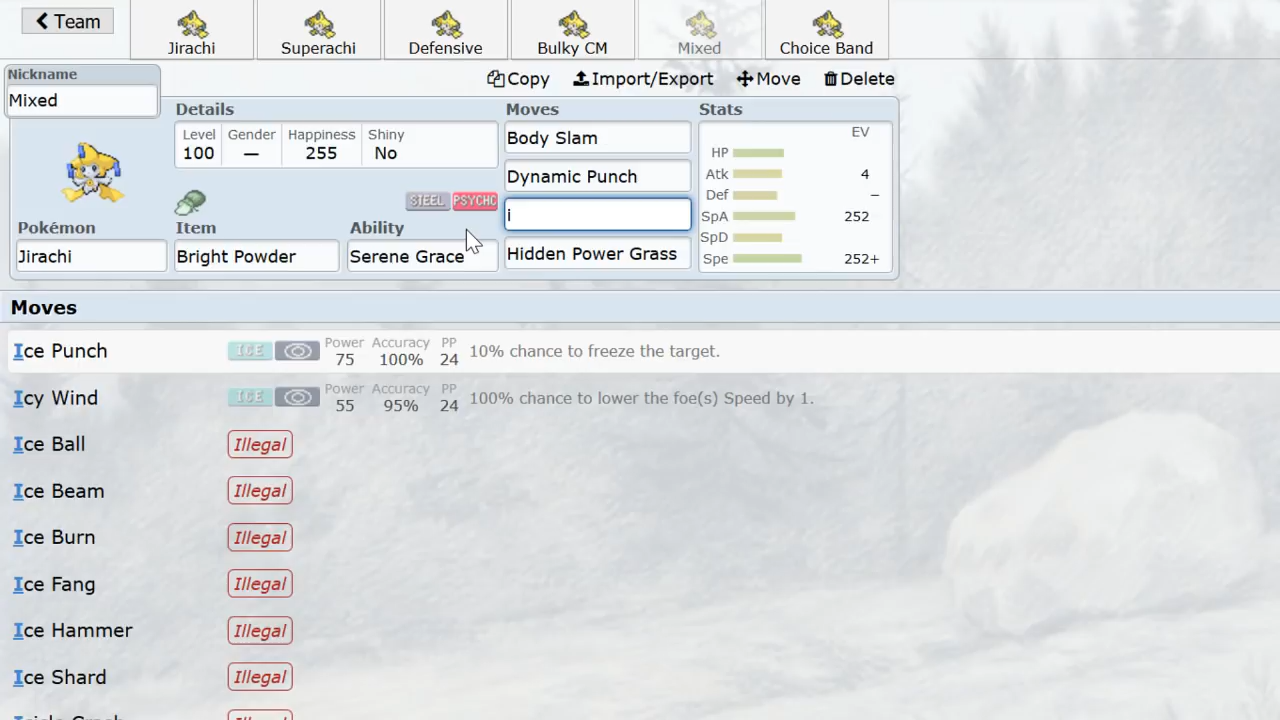 Team
Jirachi
Superachi
Defensive
Bulky CM
Mixed
Choice Band
Nickname
Mixed
Copy
Import/Export
Move
Delete
Details
Level
100
Gender
—
Happiness
255
Shiny
No
STEEL
PSYCHC
Pokémon
Jirachi
Item
Bright Powder
Ability
Serene Grace
Moves
Body Slam
Dynamic Punch
i
Hidden Power Grass
Stats
EV
HP
Atk 4
Def –
SpA 252
SpD
Spe 252+
Moves
Ice Punch ICE Power 75 Accuracy 100% PP 24 10% chance to freeze the target.
Icy Wind ICE Power 55 Accuracy 95% PP 24 100% chance to lower the foe(s) Speed by 1.
Ice Ball Illegal
Ice Beam Illegal
Ice Burn Illegal
Ice Fang Illegal
Ice Hammer Illegal
Ice Shard Illegal